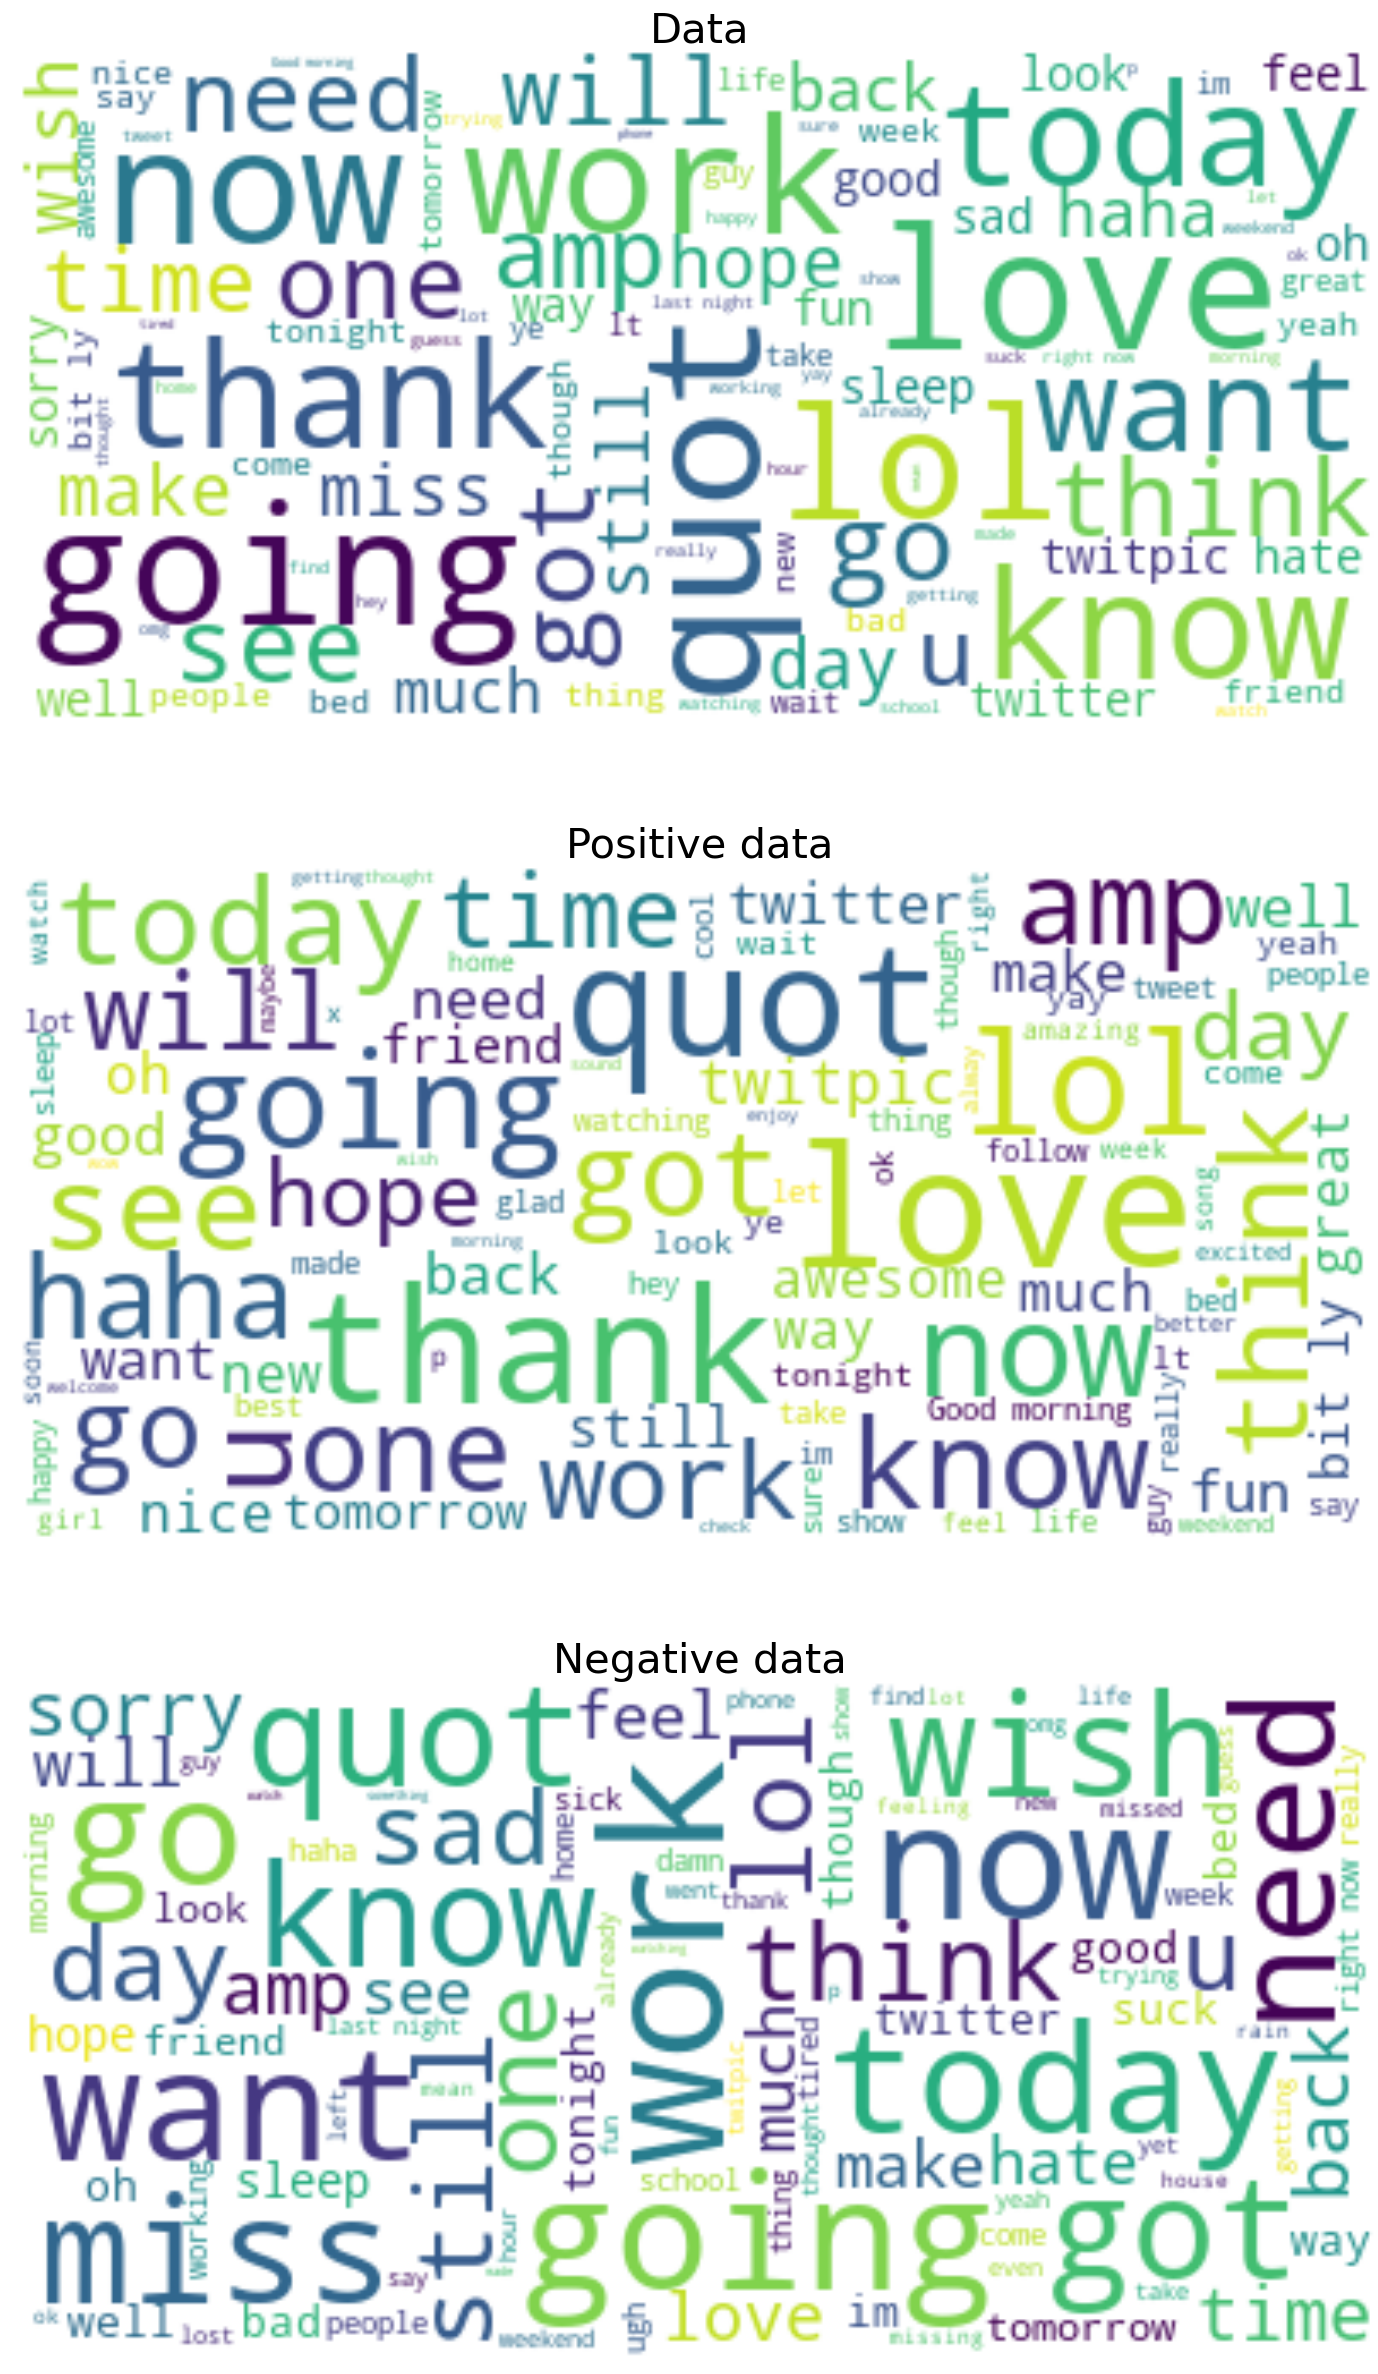 Data
wish
nice
say
need
Good morning
will
life
back
look
p
im
feel
today
tweet
awesome
now
tomorrow
trying
work
phone
sure
week
guy
good
happy
sad
haha
let
weekend
oh
ok
time
one
amp
hope
show
love
great
way
last night
fun
yeah
sorry
bit ly
tired
tonight
lot
guess
ye
lt
quot
take
suck
right now
morning
thank
home
thought
though
still
working
yay
sleep
want
already
lol
make
come
miss
got
hour
think
going
find
hey
omg
really
new
go
made
twitpic
hate
getting
bad
know
see
day
u
well
people
bed
much
thing
watching
wait
school
twitter
friend
watch
Positive data
watch
today
getting
thought
time
cool
twitter
wait
right
amp
well
yeah
people
home
quot
though
make
yay
tweet
lot
will
maybe
x
need
friend
amazing
lol
day
sleep
oh
going
sound
twitpic
alway
come
good
watching
enjoy
thing
follow
week
think
great
wow
wish
see
hope
glad
got
let
love
ok
song
morning
ye
look
excited
haha
made
back
hey
awesome
much
bed
better
soon
want
new
thank
p
way
now
lt
tonight
welcome
best
take
Good morning
really
bit ly
go
u
one
still
work
im
know
happy
girl
nice
tomorrow
check
sure
show
feel
life
guy
weekend
fun
say
Negative data
sorry
quot
feel
phone
lol
show
find
lot
life
omg
wish
need
will
guy
watch
something
sick
work
though
feeling
new
missed
guess
bed
really
morning
go
haha
sad
home
damn
went
thank
now
week
look
know
already
watching
think
good
trying
u
right now
day
amp
see
one
p
twitter
suck
rain
hope
friend
last night
tonight
much
tired
today
back
want
left
mean
still
fun
twitpic
thought
make
hate
yet
house
getting
oh
working
sleep
school
thing
yeah
got
miss
say
hour
made
going
come
even
way
ok
well
lost
bad
people
weekend
ugh
love
im
missing
tomorrow
take
time